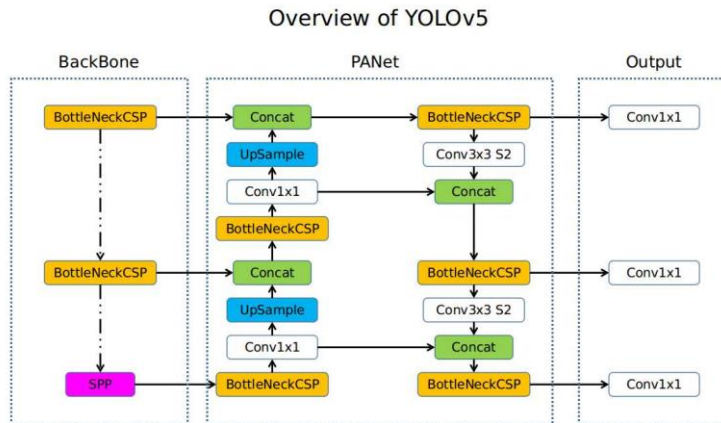 Overview of YOLOv5
BackBone
PANet
Output
BottleNeckCSP
Concat
BottleNeckCSP
Conv1x1
UpSample
Conv3x3 S2
Conv1x1
Concat
BottleNeckCSP
BottleNeckCSP
Concat
BottleNeckCSP
Conv1x1
UpSample
Conv3x3 S2
Conv1x1
Concat
SPP
BottleNeckCSP
BottleNeckCSP
Conv1x1